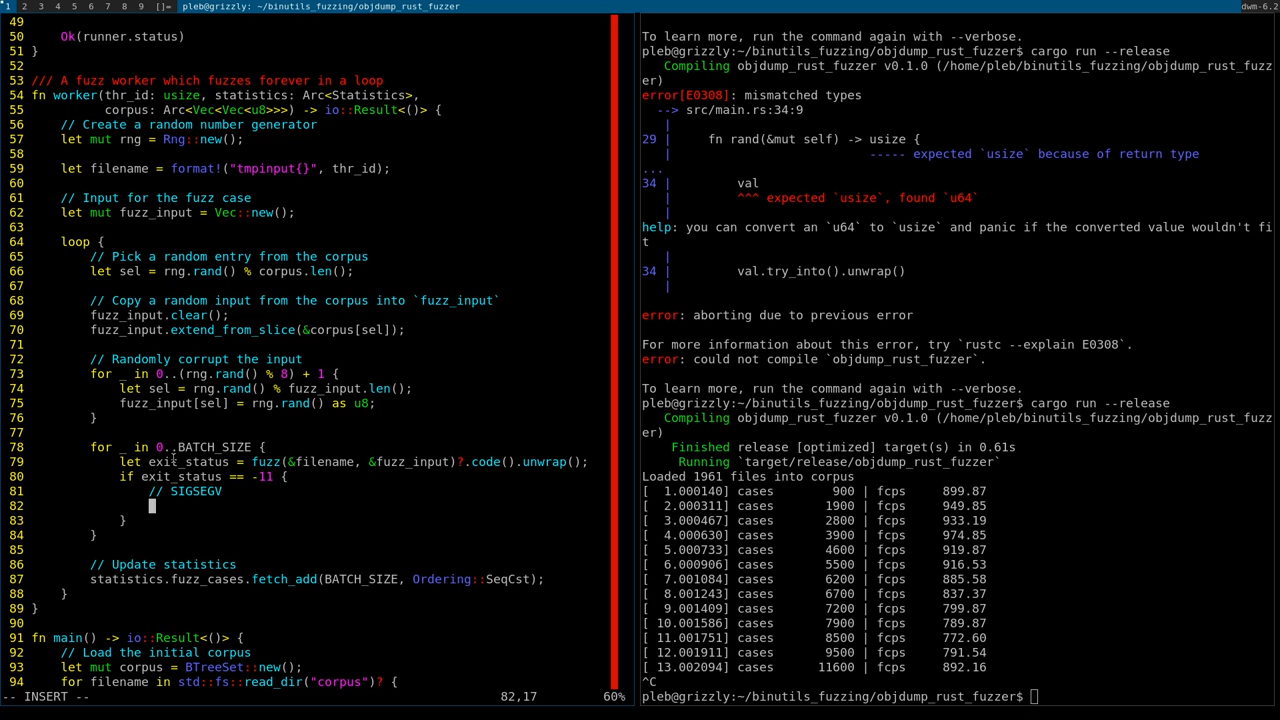 1 2 3 4 5 6 7 8 9 []= pleb@grizzly: ~/binutils_fuzzing/objdump_rust_fuzzer dwm-6.2
49
50     Ok(runner.status)
51 }
52
53 /// A fuzz worker which fuzzes forever in a loop
54 fn worker(thr_id: usize, statistics: Arc<Statistics>,
55           corpus: Arc<Vec<Vec<u8>>>) -> io::Result<()> {
56     // Create a random number generator
57     let mut rng = Rng::new();
58
59     let filename = format!("tmpinput{}", thr_id);
60
61     // Input for the fuzz case
62     let mut fuzz_input = Vec::new();
63
64     loop {
65         // Pick a random entry from the corpus
66         let sel = rng.rand() % corpus.len();
67
68         // Copy a random input from the corpus into `fuzz_input`
69         fuzz_input.clear();
70         fuzz_input.extend_from_slice(&corpus[sel]);
71
72         // Randomly corrupt the input
73         for _ in 0..(rng.rand() % 8) + 1 {
74             let sel = rng.rand() % fuzz_input.len();
75             fuzz_input[sel] = rng.rand() as u8;
76         }
77
78         for _ in 0..BATCH_SIZE {
79             let exit_status = fuzz(&filename, &fuzz_input)?.code().unwrap();
80             if exit_status == -11 {
81                 // SIGSEGV
82
83             }
84         }
85
86         // Update statistics
87         statistics.fuzz_cases.fetch_add(BATCH_SIZE, Ordering::SeqCst);
88     }
89 }
90
91 fn main() -> io::Result<()> {
92     // Load the initial corpus
93     let mut corpus = BTreeSet::new();
94     for filename in std::fs::read_dir("corpus")? {
-- INSERT -- 82,17 60%
To learn more, run the command again with --verbose.
pleb@grizzly:~/binutils_fuzzing/objdump_rust_fuzzer$ cargo run --release
   Compiling objdump_rust_fuzzer v0.1.0 (/home/pleb/binutils_fuzzing/objdump_rust_fuzz
er)
error[E0308]: mismatched types
  --> src/main.rs:34:9
   |
29 |     fn rand(&mut self) -> usize {
   |                           ----- expected `usize` because of return type
...
34 |         val
   |         ^^^ expected `usize`, found `u64`
   |
help: you can convert an `u64` to `usize` and panic if the converted value wouldn't fi
t
   |
34 |         val.try_into().unwrap()
   |
error: aborting due to previous error
For more information about this error, try `rustc --explain E0308`.
error: could not compile `objdump_rust_fuzzer`.
To learn more, run the command again with --verbose.
pleb@grizzly:~/binutils_fuzzing/objdump_rust_fuzzer$ cargo run --release
   Compiling objdump_rust_fuzzer v0.1.0 (/home/pleb/binutils_fuzzing/objdump_rust_fuzz
er)
    Finished release [optimized] target(s) in 0.61s
     Running `target/release/objdump_rust_fuzzer`
Loaded 1961 files into corpus
[  1.000140] cases        900 | fcps     899.87
[  2.000311] cases       1900 | fcps     949.85
[  3.000467] cases       2800 | fcps     933.19
[  4.000630] cases       3900 | fcps     974.85
[  5.000733] cases       4600 | fcps     919.87
[  6.000906] cases       5500 | fcps     916.53
[  7.001084] cases       6200 | fcps     885.58
[  8.001243] cases       6700 | fcps     837.37
[  9.001409] cases       7200 | fcps     799.87
[ 10.001586] cases       7900 | fcps     789.87
[ 11.001751] cases       8500 | fcps     772.60
[ 12.001911] cases       9500 | fcps     791.54
[ 13.002094] cases      11600 | fcps     892.16
^C
pleb@grizzly:~/binutils_fuzzing/objdump_rust_fuzzer$